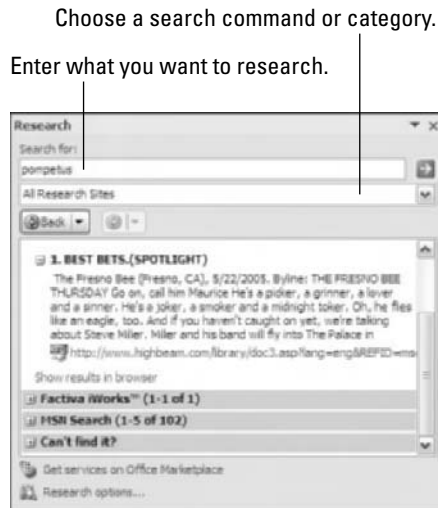 Choose a search command or category.
Enter what you want to research.
Research
Search for:
pompetus
All Research Sites
Back
1. BEST BETS.(SPOTLIGHT)
The Fresno Bee (Fresno, CA), 5/22/2005. Byline: THE FRESNO BEE
THURSDAY Go on, call him Maurice He's a picker, a grinner, a lover
and a sinner. He's a joker, a smoker and a midnight toker. Oh, he flies
like an eagle, too. And if you haven't caught on yet, we're talking
about Steve Miller. Miller and his band will fly into The Palace in
http://www.highbeam.com/library/doc3.asp?lang=eng&REFID=ms
Show results in browser
Factiva iWorks™ (1-1 of 1)
MSN Search (1-5 of 102)
Can't find it?
Get services on Office Marketplace
Research options...